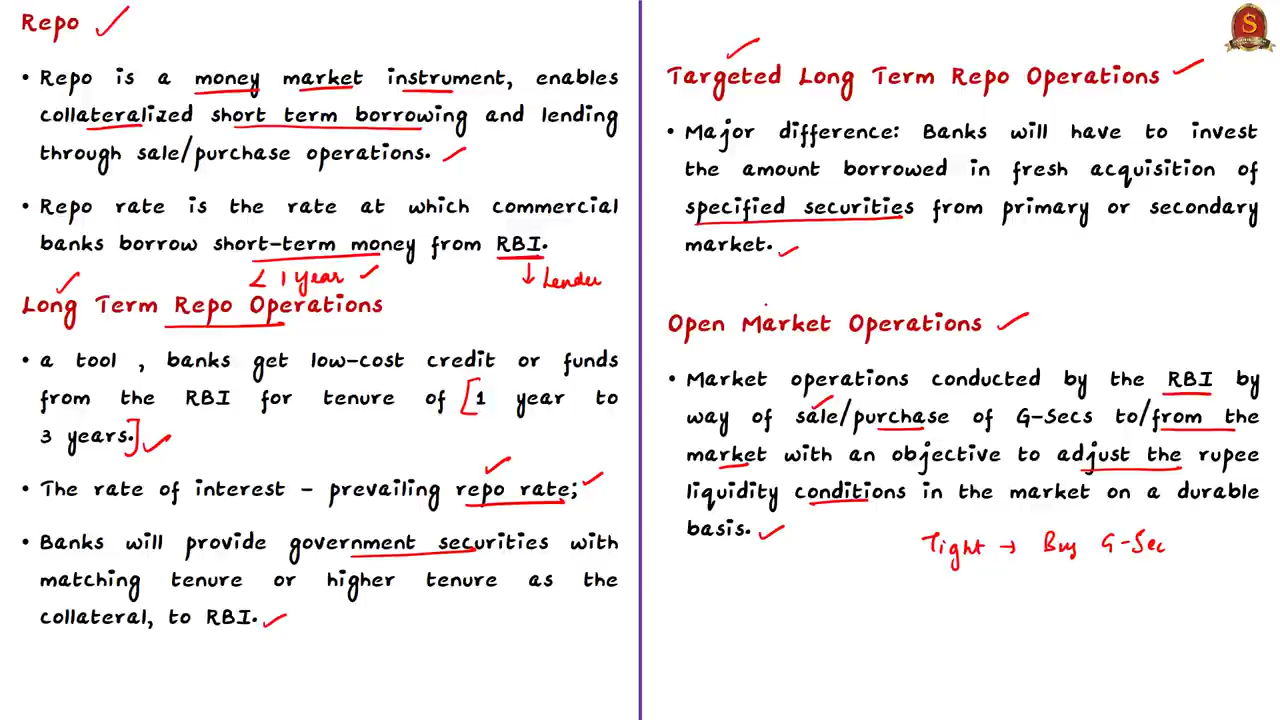 Repo
• Repo is a money market instrument, enables
collateralized short term borrowing and lending
through sale/purchase operations.
• Repo rate is the rate at which commercial
banks borrow short-term money from RBI.
< 1 year
↓ Lender
Long Term Repo Operations
• a tool , banks get low-cost credit or funds
from the RBI for tenure of [1 year to
3 years.]
• The rate of interest - prevailing repo rate;
• Banks will provide government securities with
matching tenure or higher tenure as the
collateral, to RBI.
Targeted Long Term Repo Operations
• Major difference: Banks will have to invest
the amount borrowed in fresh acquisition of
specified securities from primary or secondary
market.
Open Market Operations
• Market operations conducted by the RBI by
way of sale/purchase of G-Secs to/from the
market with an objective to adjust the rupee
liquidity conditions in the market on a durable
basis.
Tight → Buy G-Sec
S